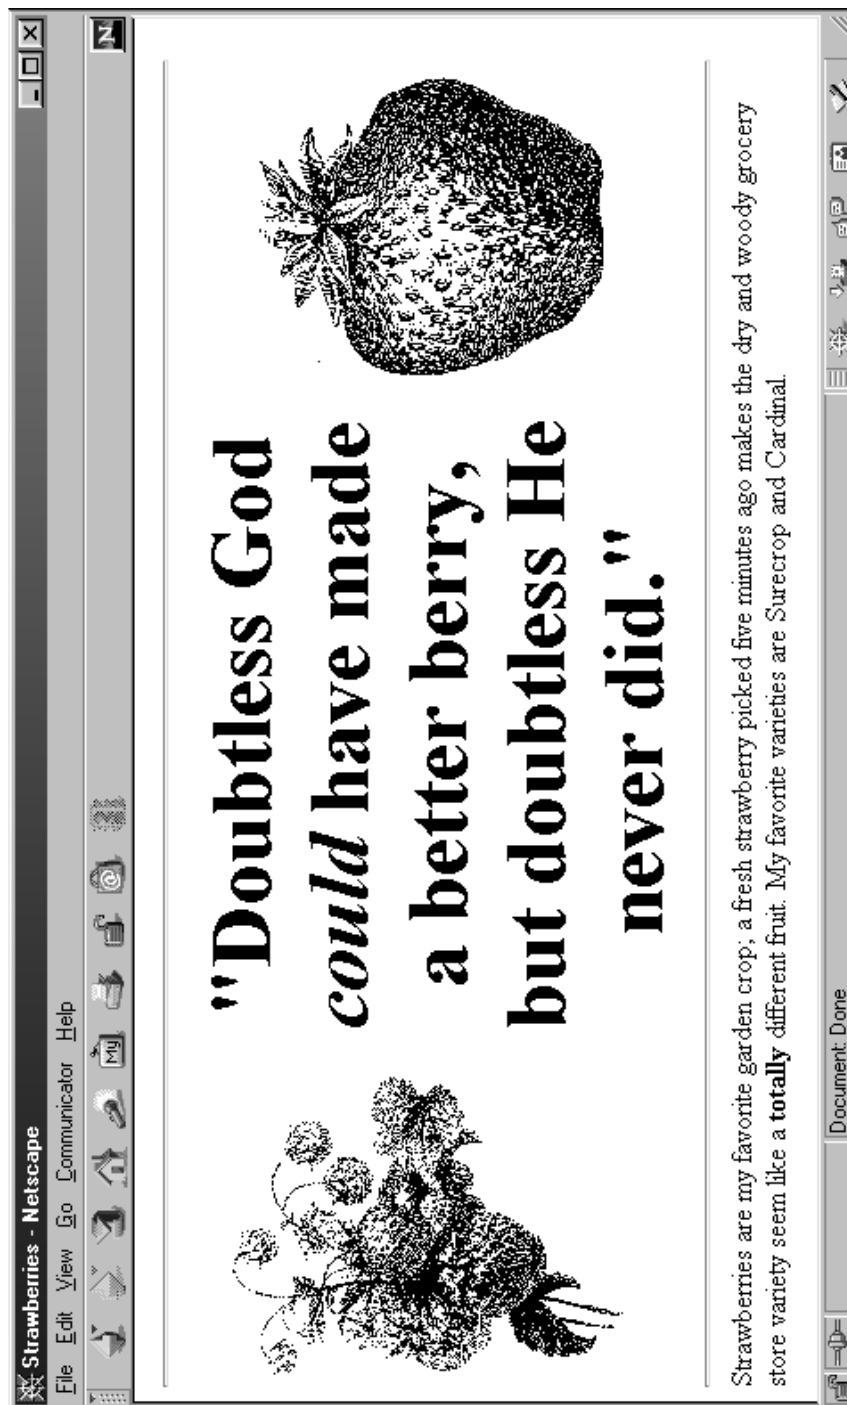 Strawberries - Netscape
File Edit View Go Communicator Help
My
N
"Doubtless God
could have made
a better berry,
but doubtless He
never did."
Strawberries are my favorite garden crop; a fresh strawberry picked five minutes ago makes the dry and woody grocery
store variety seem like a totally different fruit. My favorite varieties are Surecrop and Cardinal.
Document: Done